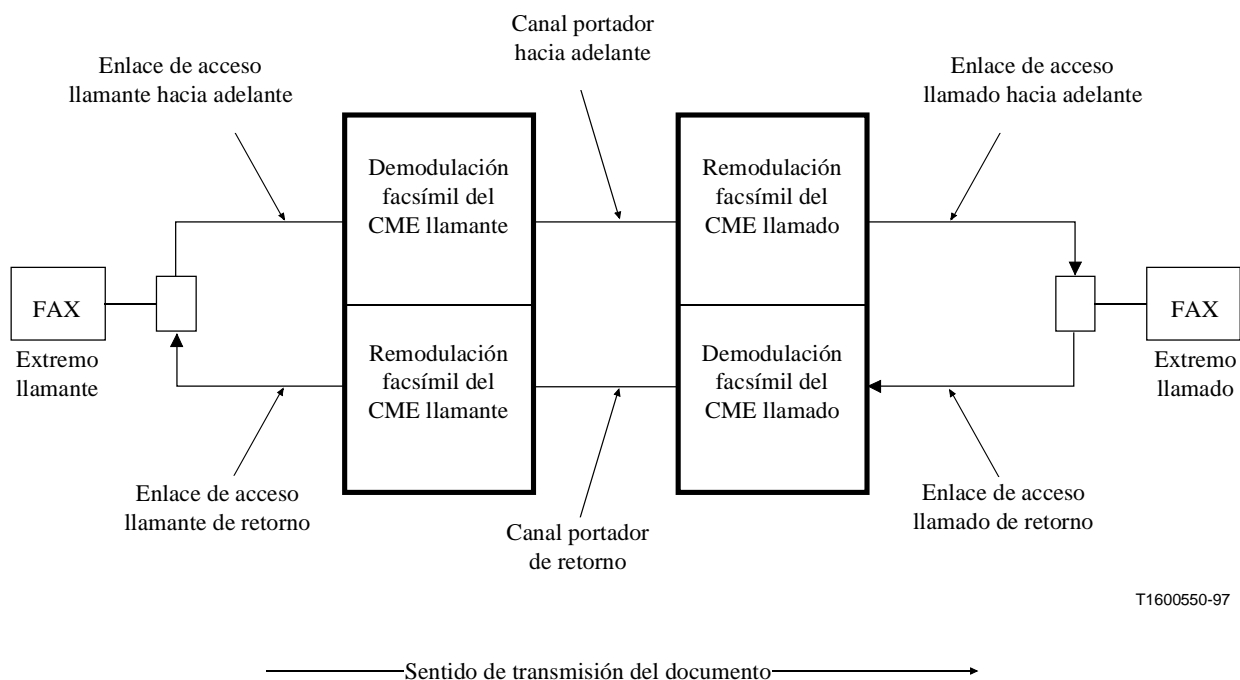 Canal portador
hacia adelante
Enlace de acceso
llamante hacia adelante
Enlace de acceso
llamado hacia adelante
Demodulación
facsímil del
CME llamante
Remodulación
facsímil del
CME llamado
FAX
Extremo
llamante
FAX
Extremo
llamado
Remodulación
facsímil del
CME llamante
Demodulación
facsímil del
CME llamado
Enlace de acceso
llamante de retorno
Canal portador
de retorno
Enlace de acceso
llamado de retorno
T1600550-97
Sentido de transmisión del documento